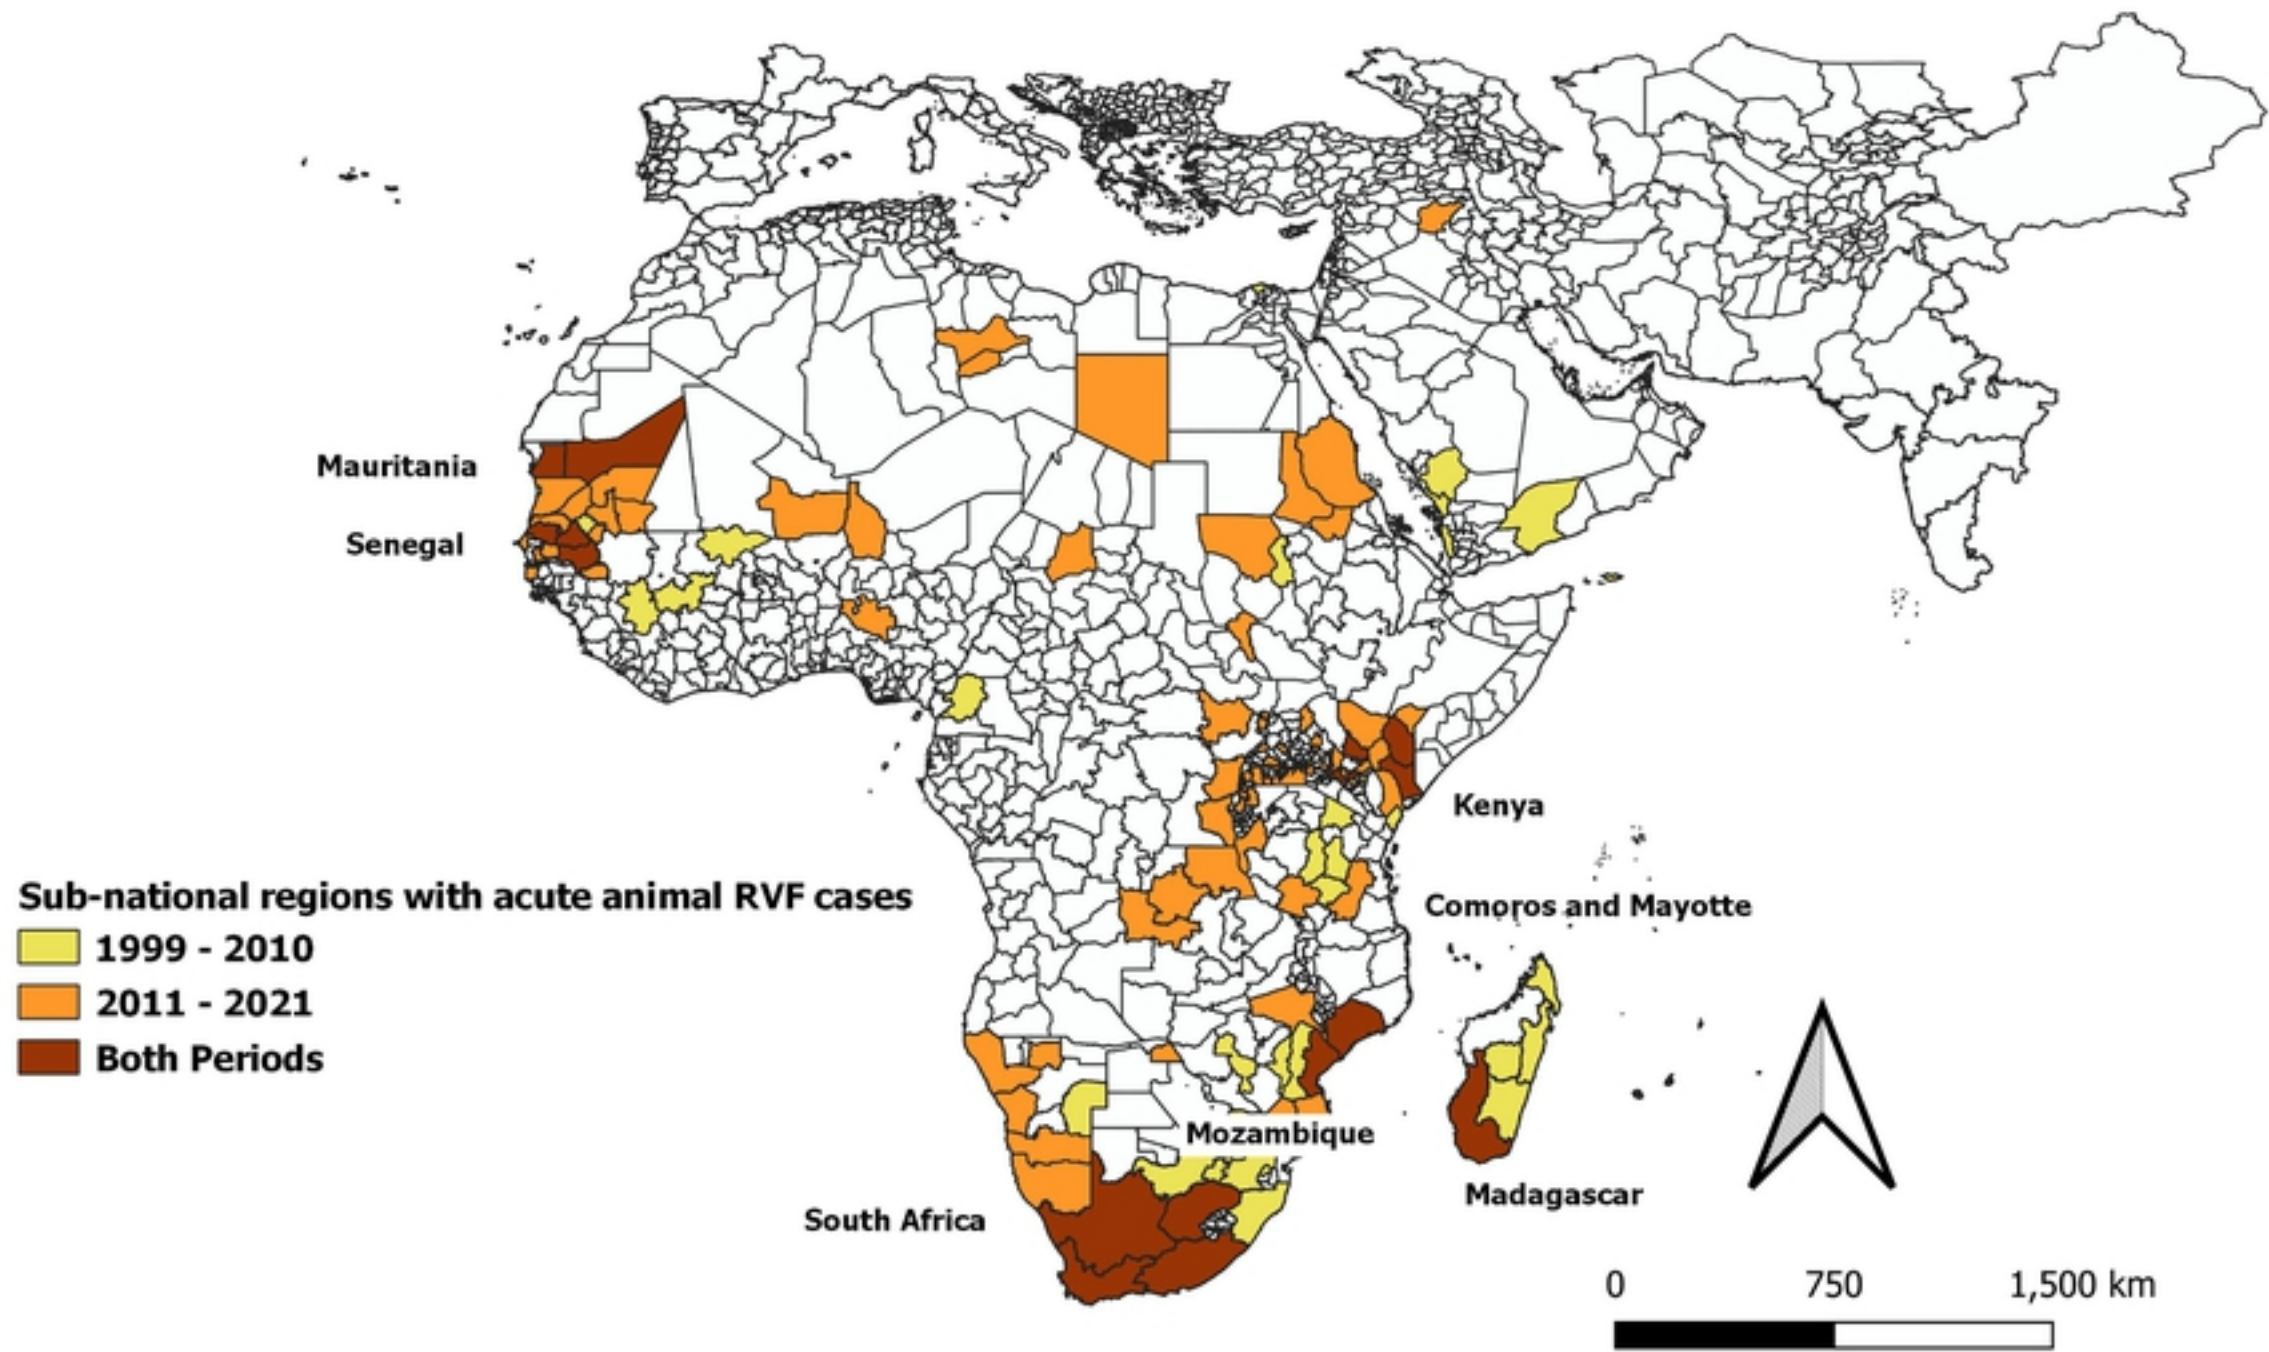 Mauritania
Senegal
Kenya
Sub-national regions with acute animal RVF cases
1999 - 2010
2011 - 2021
Both Periods
Comoros and Mayotte
Mozambique
Madagascar
South Africa
0 750 1,500 km